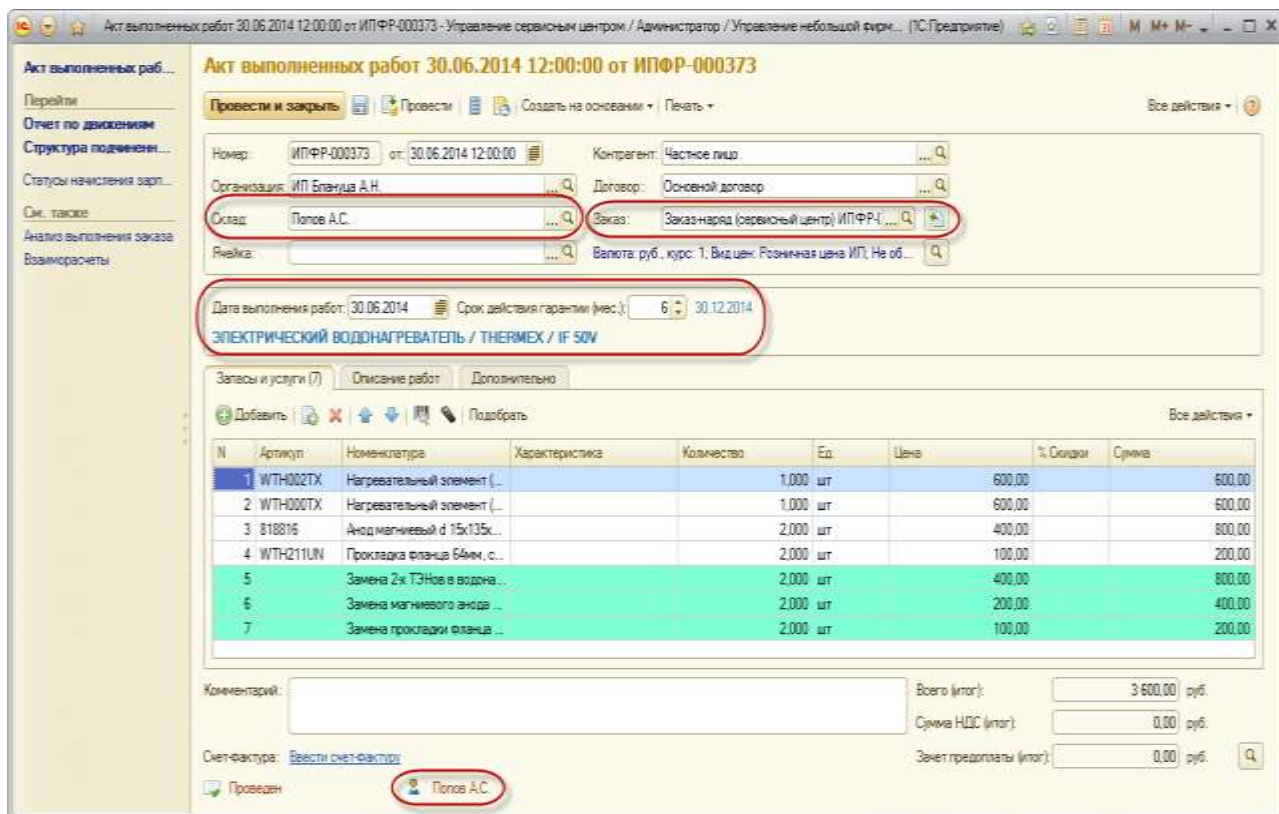 Акт выполненных работ 30.06.2014 12:00:00 от ИПФР-000373 - Управление сервисным центром / Администратор / Управление небольшой фирм... (1С:Предприятие) M M+ M-
Акт выполненных раб...
Перейти
Отчет по движениям
Структура подчиненн...
Статусы начисления зарп...
См. также
Анализ выполнения заказа
Взаиморасчеты
Акт выполненных работ 30.06.2014 12:00:00 от ИПФР-000373
Провести и закрыть Провести Создать на основании Печать Все действия
Номер: ИПФР-000373 от: 30.06.2014 12:00:00 Контрагент: Частное лицо
Организация: ИП Блануца А.Н. Договор: Основной договор
Склад: Попов А.С. Заказ: Заказ-наряд (сервисный центр) ИПФР-(...
Ячейка: Валюта: руб., курс: 1; Вид цен: Розничная цена ИП; Не об...
Дата выполнения работ: 30.06.2014 Срок действия гарантии (мес.): 6 30.12.2014
ЭЛЕКТРИЧЕСКИЙ ВОДОНАГРЕВАТЕЛЬ / THERMEX / IF 50V
Запасы и услуги (7) Описание работ Дополнительно
Добавить Подобрать Все действия
N Артикул Номенклатура Характеристика Количество Ед. Цена % Скидки Сумма
1 WTH002TX Нагревательный элемент (... 1,000 шт 600,00 600,00
2 WTH000TX Нагревательный элемент (... 1,000 шт 600,00 600,00
3 818816 Анод магниевый d 15x135x... 2,000 шт 400,00 800,00
4 WTH211UN Прокладка фланца 64мм, с... 2,000 шт 100,00 200,00
5 Замена 2-х ТЭНов в водона... 2,000 шт 400,00 800,00
6 Замена магниевого анода ... 2,000 шт 200,00 400,00
7 Замена прокладки фланца ... 2,000 шт 100,00 200,00
Комментарий: Всего (итог): 3 600,00 руб.
Сумма НДС (итог): 0,00 руб.
Счет-фактура: Ввести счет-фактуру Зачет предоплаты (итог): 0,00 руб.
Проведен Попов А.С.